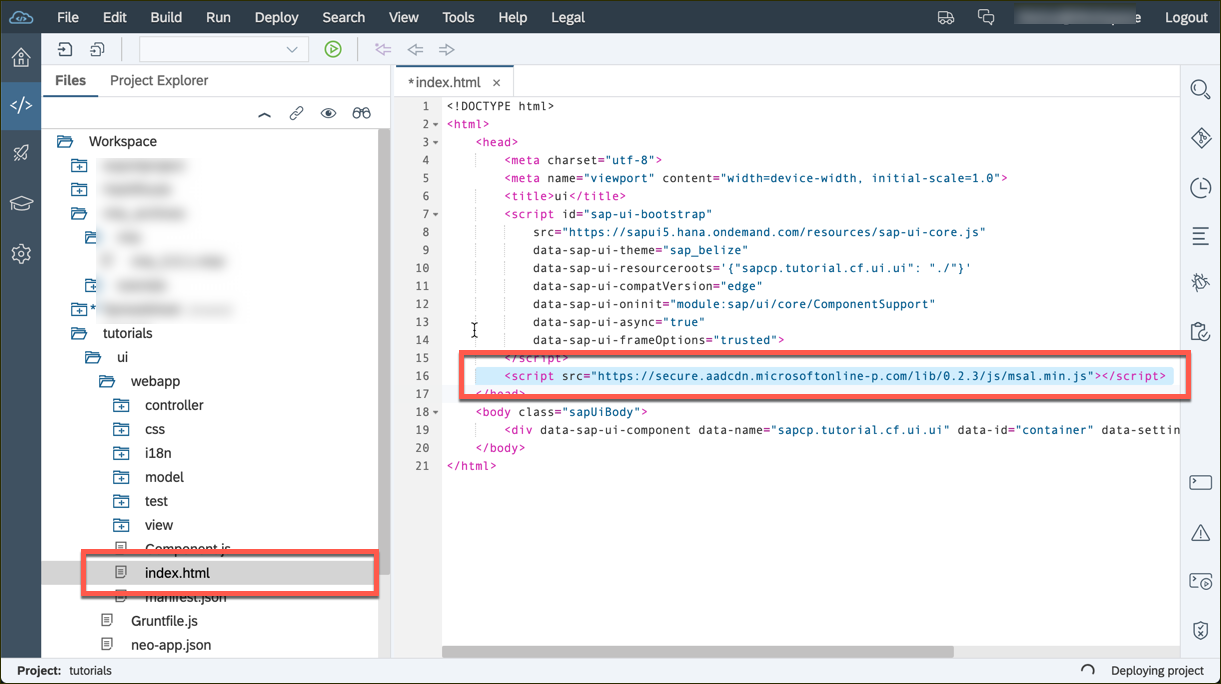 File Edit Build Run Deploy Search View Tools Help Legal Logout
Files Project Explorer
*index.html ×
Workspace
tutorials
ui
webapp
controller
css
i18n
model
test
view
Component.js
index.html
manifest.json
Gruntfile.js
neo-app.json
1 <!DOCTYPE html>
2 <html>
3 <head>
4 <meta charset="utf-8">
5 <meta name="viewport" content="width=device-width, initial-scale=1.0">
6 <title>ui</title>
7 <script id="sap-ui-bootstrap"
8 src="https://sapui5.hana.ondemand.com/resources/sap-ui-core.js"
9 data-sap-ui-theme="sap_belize"
10 data-sap-ui-resourceroots='{"sapcp.tutorial.cf.ui.ui": "./"}'
11 data-sap-ui-compatVersion="edge"
12 data-sap-ui-oninit="module:sap/ui/core/ComponentSupport"
13 data-sap-ui-async="true"
14 data-sap-ui-frameOptions="trusted">
15 </script>
16 <script src="https://secure.aadcdn.microsoftonline-p.com/lib/0.2.3/js/msal.min.js"></script>
17 </head>
18 <body class="sapUiBody">
19 <div data-sap-ui-component data-name="sapcp.tutorial.cf.ui.ui" data-id="container" data-settin
20 </body>
21 </html>
Project: tutorials
Deploying project